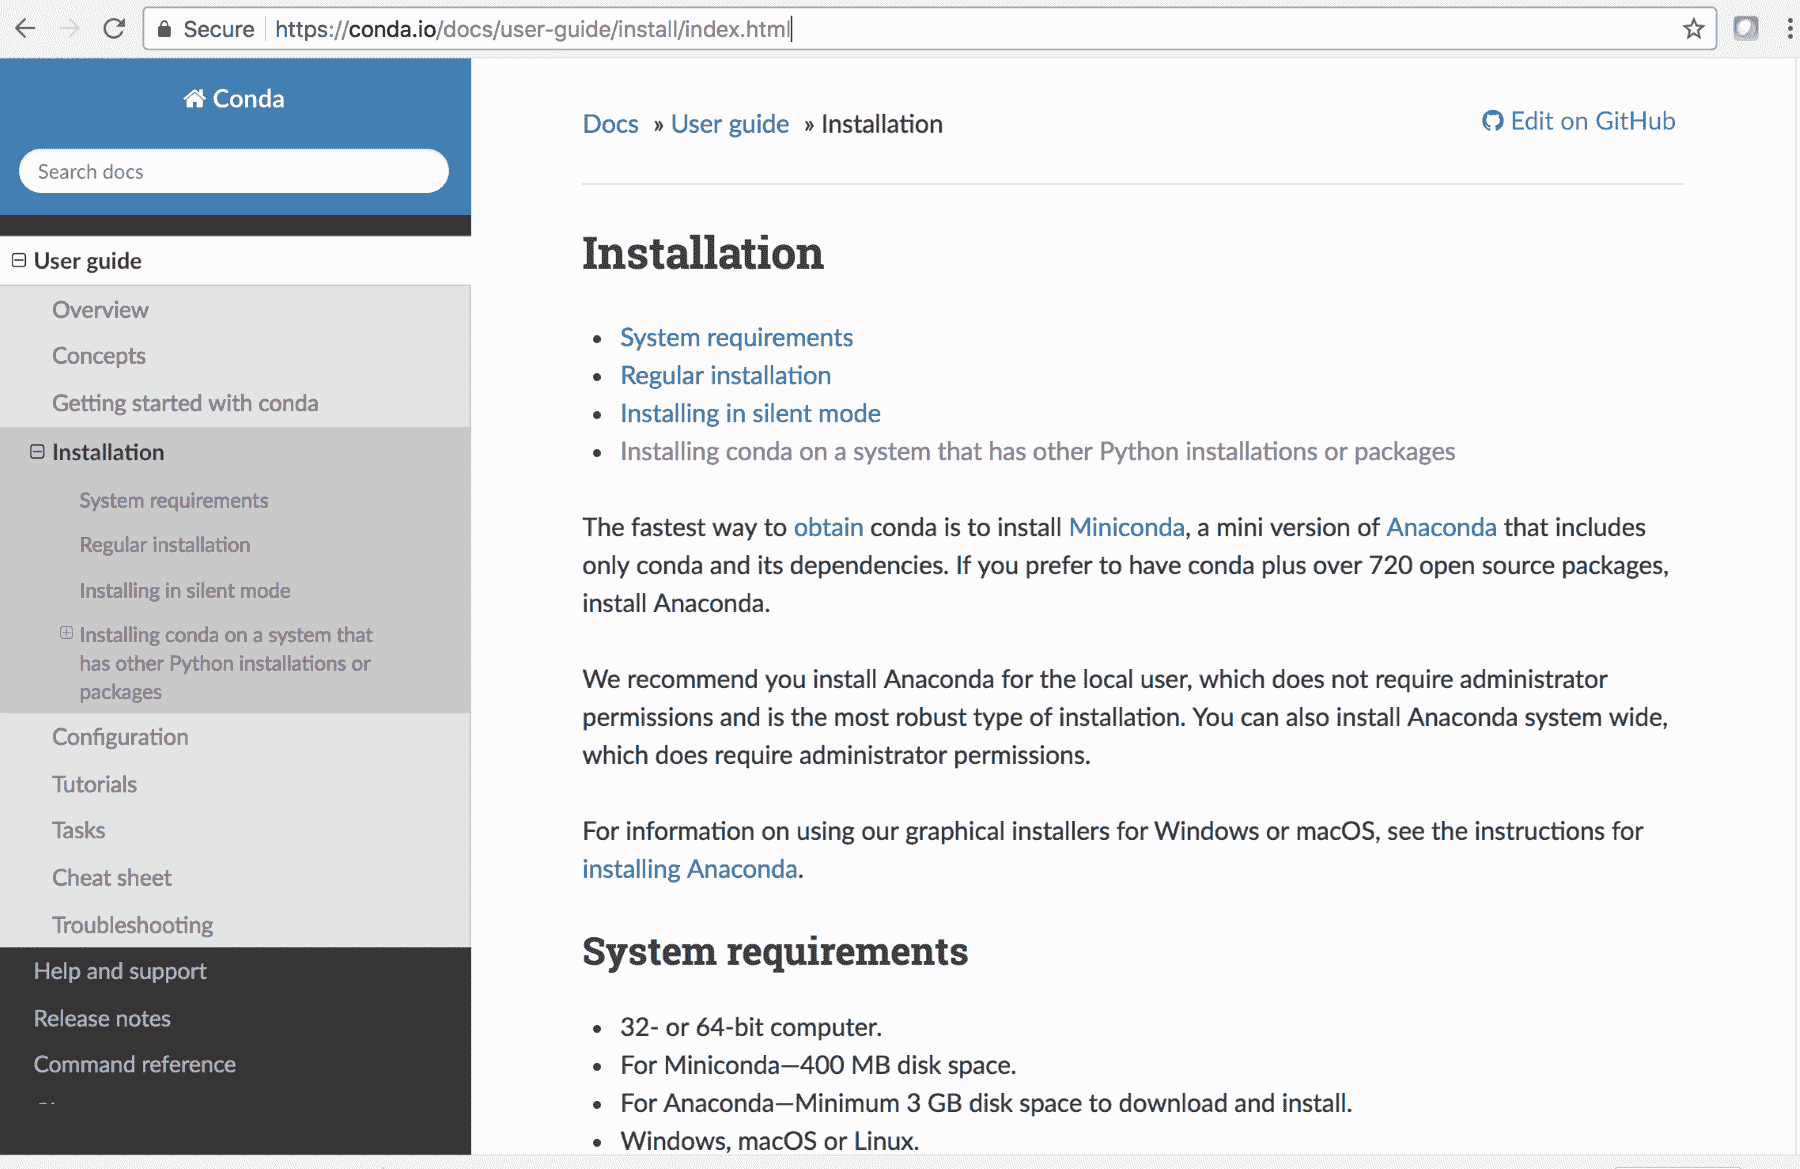 Secure https://conda.io/docs/user-guide/install/index.html
Conda
Search docs
User guide
Overview
Concepts
Getting started with conda
Installation
System requirements
Regular installation
Installing in silent mode
Installing conda on a system that
has other Python installations or
packages
Configuration
Tutorials
Tasks
Cheat sheet
Troubleshooting
Help and support
Release notes
Command reference
Docs » User guide » Installation
Edit on GitHub
Installation
• System requirements
• Regular installation
• Installing in silent mode
• Installing conda on a system that has other Python installations or packages
The fastest way to obtain conda is to install Miniconda, a mini version of Anaconda that includes
only conda and its dependencies. If you prefer to have conda plus over 720 open source packages,
install Anaconda.
We recommend you install Anaconda for the local user, which does not require administrator
permissions and is the most robust type of installation. You can also install Anaconda system wide,
which does require administrator permissions.
For information on using our graphical installers for Windows or macOS, see the instructions for
installing Anaconda.
System requirements
• 32- or 64-bit computer.
• For Miniconda—400 MB disk space.
• For Anaconda—Minimum 3 GB disk space to download and install.
• Windows, macOS or Linux.